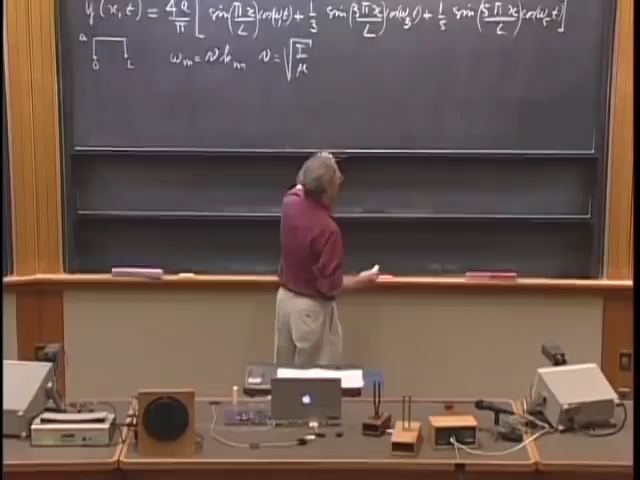 y(x,t) = 4a/π [ sin(πx/L) cos ω₁t + 1/3 sin(3πx/L) cos(ω₃t) + 1/5 sin(5πx/L) cos(ω₅t) ]
a 0 L ωₘ = v kₘ v = √(T/μ)